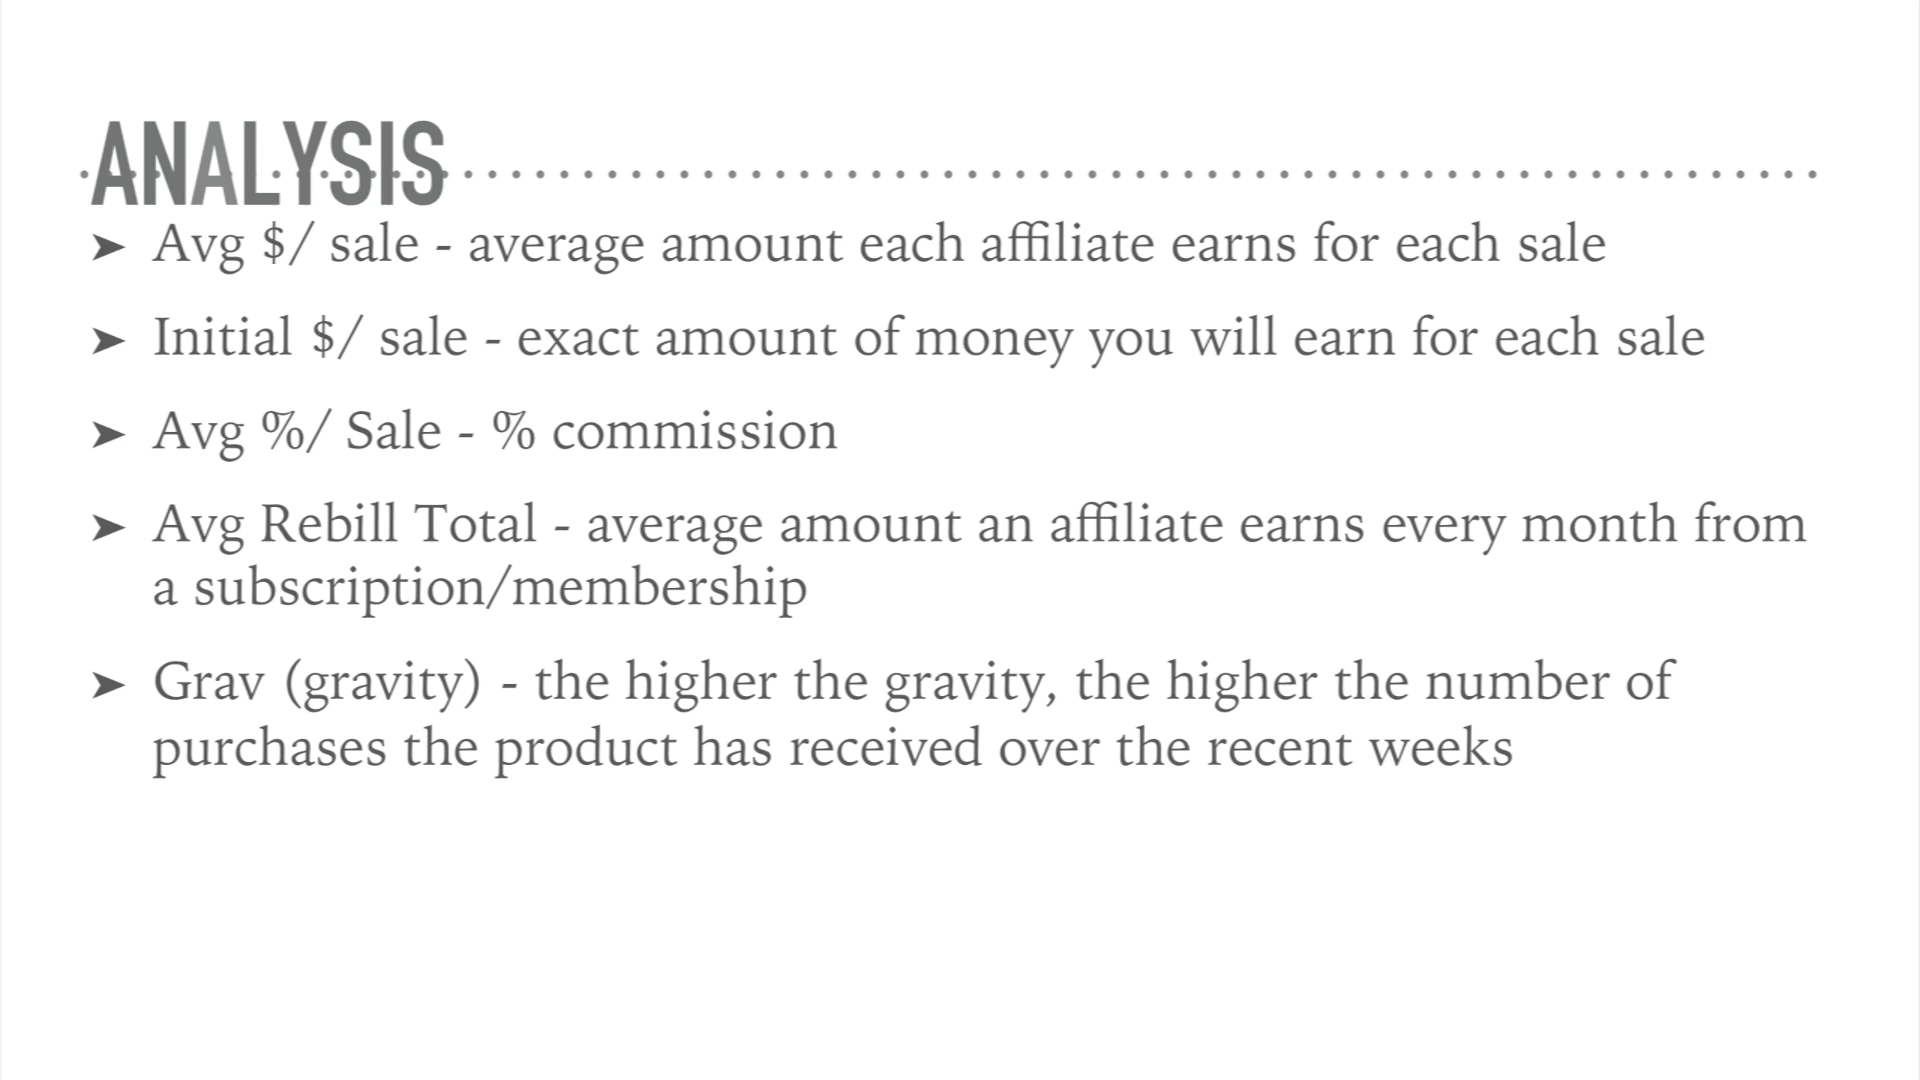 ANALYSIS
➤ Avg $/ sale - average amount each affiliate earns for each sale
➤ Initial $/ sale - exact amount of money you will earn for each sale
➤ Avg %/ Sale - % commission
➤ Avg Rebill Total - average amount an affiliate earns every month from
a subscription/membership
➤ Grav (gravity) - the higher the gravity, the higher the number of
purchases the product has received over the recent weeks